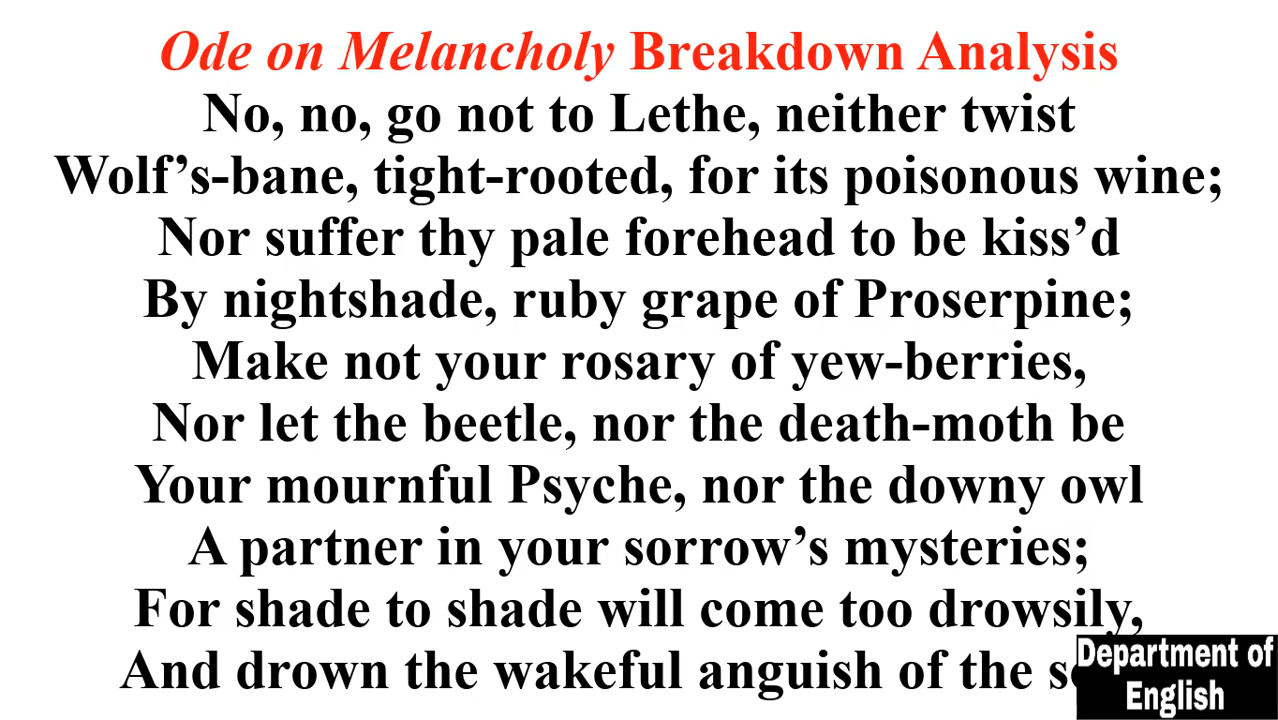 Ode on Melancholy Breakdown Analysis
No, no, go not to Lethe, neither twist
Wolf’s-bane, tight-rooted, for its poisonous wine;
Nor suffer thy pale forehead to be kiss’d
By nightshade, ruby grape of Proserpine;
Make not your rosary of yew-berries,
Nor let the beetle, nor the death-moth be
Your mournful Psyche, nor the downy owl
A partner in your sorrow’s mysteries;
For shade to shade will come too drowsily,
And drown the wakeful anguish of the
Department of
English